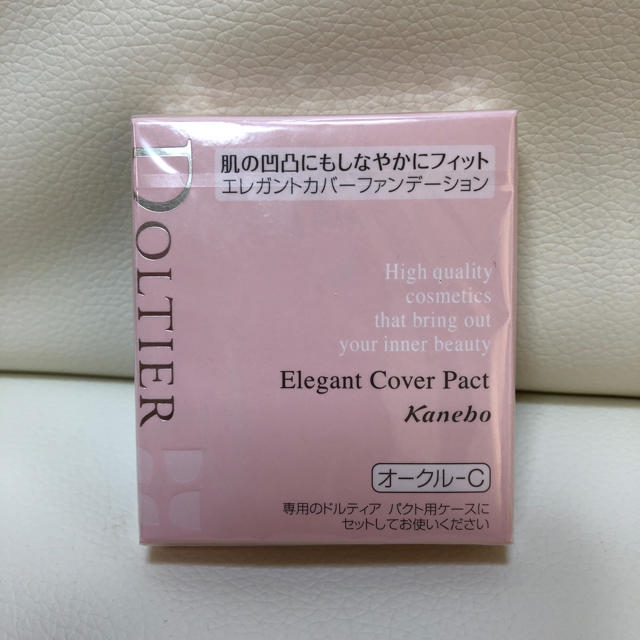 DOLTIER
肌の凹凸にもしなやかにフィット
エレガントカバーファンデーション
High quality
cosmetics
that bring out
your inner beauty
Elegant Cover Pact
Kanebo
オークル-C
専用のドルティア パクト用ケースに
セットしてお使いください